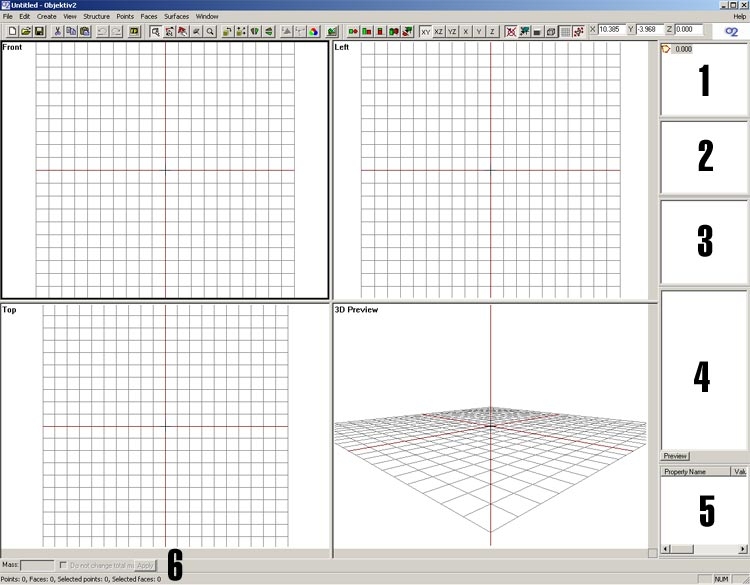 Untitled - Objektiv2
File Edit Create View Structure Points Faces Surfaces Window Help
XY XZ YZ X Y Z X 10.385 Y -3.968 Z 0.000 O2
Front
Left
0.000
1
2
3
Top
3D Preview
4
Preview
Property Name Valu
5
Mass: Do not change total m Apply
6
Points: 0, Faces: 0, Selected points: 0, Selected faces: 0
NUM